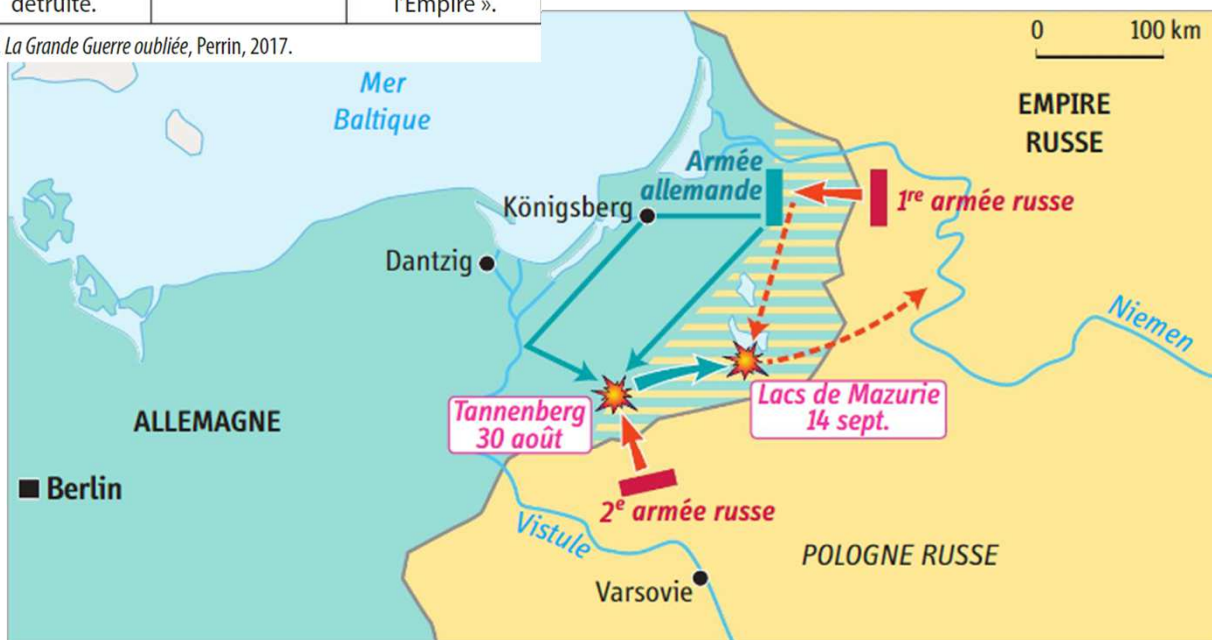 détruite.
l'Empire ».
La Grande Guerre oubliée, Perrin, 2017.
0 100 km
Mer
Baltique
EMPIRE
RUSSE
Armée
allemande
1re armée russe
Königsberg
Dantzig
Niemen
Lacs de Mazurie
14 sept.
Tannenberg
30 août
ALLEMAGNE
Berlin
2e armée russe
Vistule
POLOGNE RUSSE
Varsovie